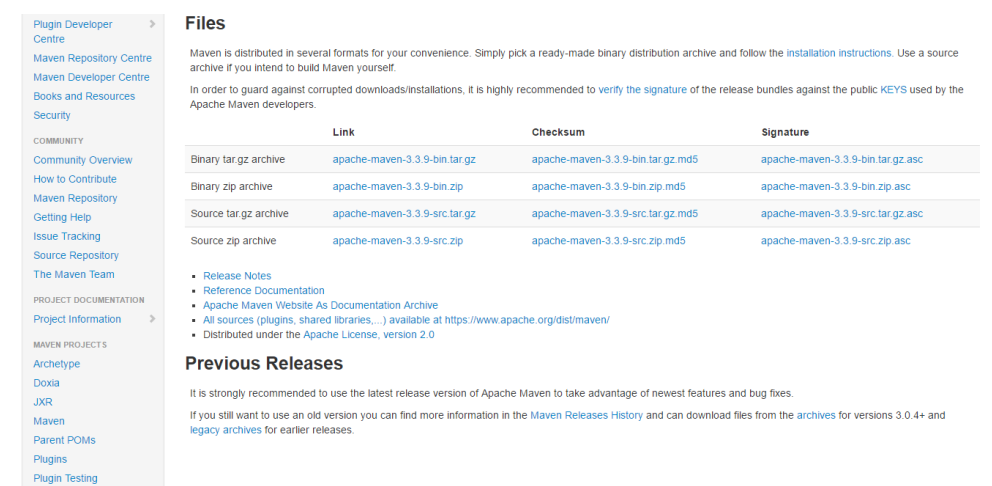 Plugin Developer
Centre
Maven Repository Centre
Maven Developer Centre
Books and Resources
Security
COMMUNITY
Community Overview
How to Contribute
Maven Repository
Getting Help
Issue Tracking
Source Repository
The Maven Team
PROJECT DOCUMENTATION
Project Information
MAVEN PROJECTS
Archetype
Doxia
JXR
Maven
Parent POMs
Plugins
Plugin Testing
Files
Maven is distributed in several formats for your convenience. Simply pick a ready-made binary distribution archive and follow the installation instructions. Use a source
archive if you intend to build Maven yourself.
In order to guard against corrupted downloads/installations, it is highly recommended to verify the signature of the release bundles against the public KEYS used by the
Apache Maven developers.
Link Checksum Signature
Binary tar.gz archive apache-maven-3.3.9-bin.tar.gz apache-maven-3.3.9-bin.tar.gz.md5 apache-maven-3.3.9-bin.tar.gz.asc
Binary zip archive apache-maven-3.3.9-bin.zip apache-maven-3.3.9-bin.zip.md5 apache-maven-3.3.9-bin.zip.asc
Source tar.gz archive apache-maven-3.3.9-src.tar.gz apache-maven-3.3.9-src.tar.gz.md5 apache-maven-3.3.9-src.tar.gz.asc
Source zip archive apache-maven-3.3.9-src.zip apache-maven-3.3.9-src.zip.md5 apache-maven-3.3.9-src.zip.asc
Release Notes
Reference Documentation
Apache Maven Website As Documentation Archive
All sources (plugins, shared libraries,...) available at https://www.apache.org/dist/maven/
Distributed under the Apache License, version 2.0
Previous Releases
It is strongly recommended to use the latest release version of Apache Maven to take advantage of newest features and bug fixes.
If you still want to use an old version you can find more information in the Maven Releases History and can download files from the archives for versions 3.0.4+ and
legacy archives for earlier releases.